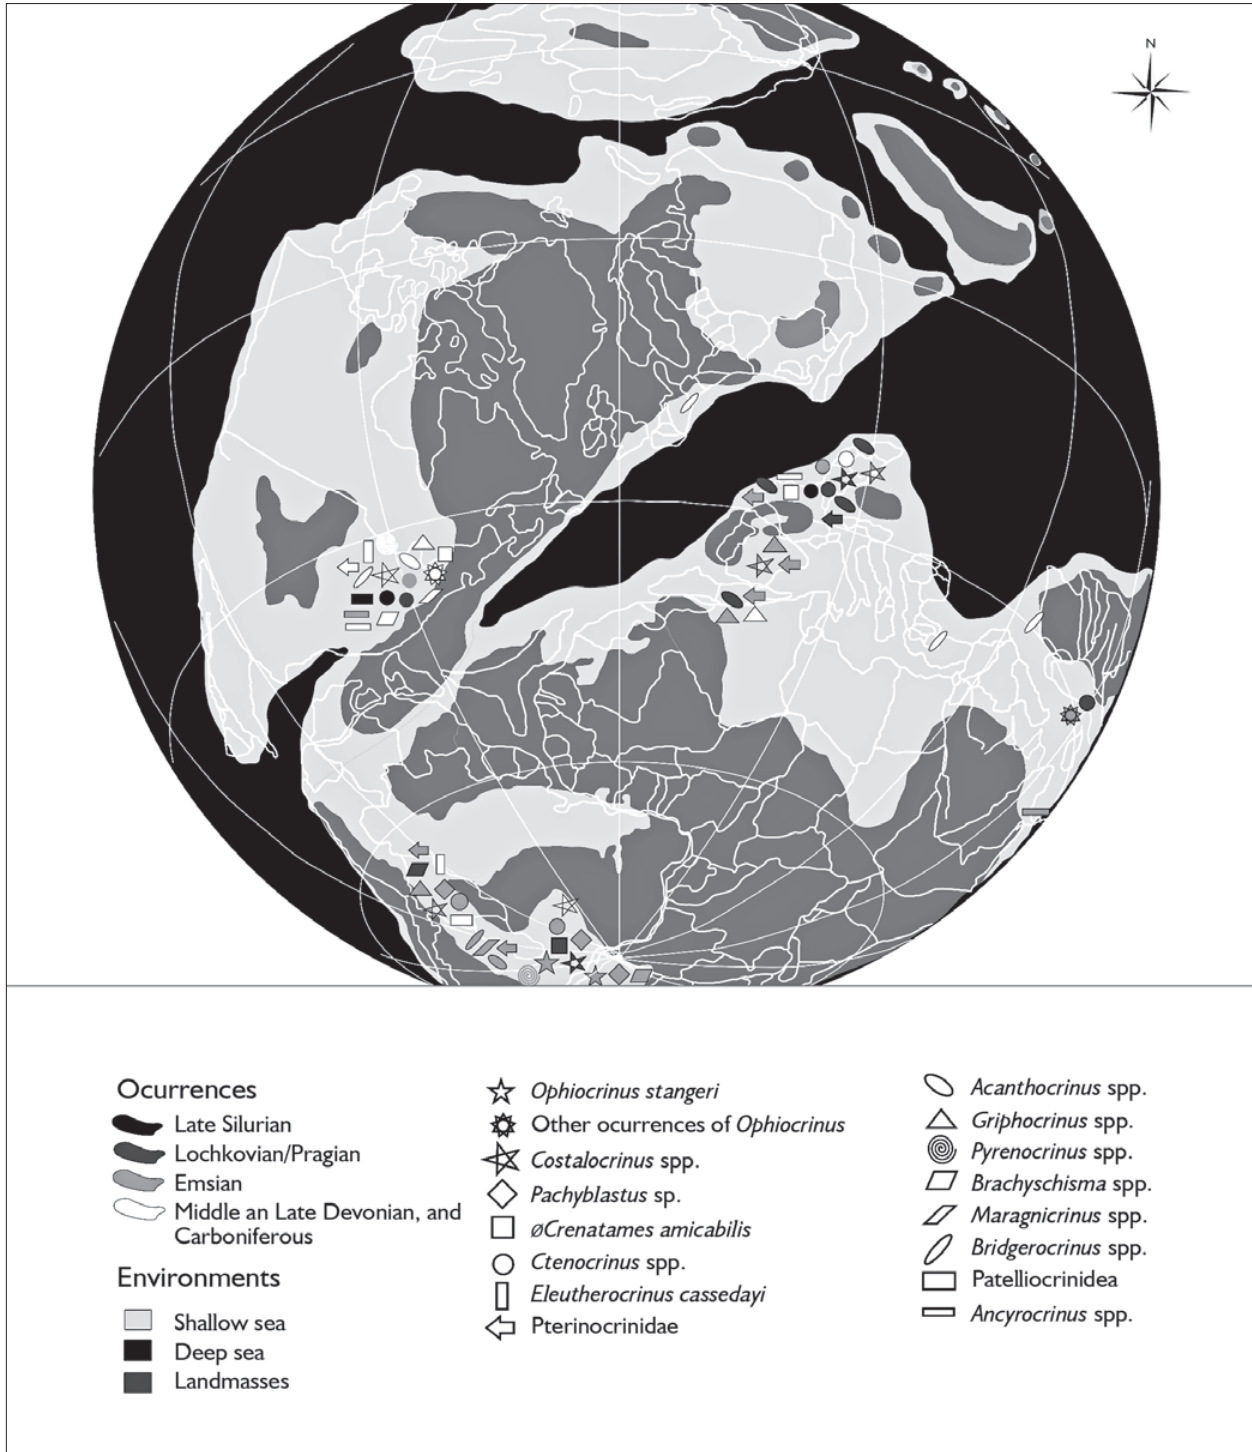 N
Ocurrences
Late Silurian
Lochkovian/Pragian
Emsian
Middle an Late Devonian, and
Carboniferous
Environments
Shallow sea
Deep sea
Landmasses
Ophiocrinus stangeri
Other ocurrences of Ophiocrinus
Costalocrinus spp.
Pachyblastus sp.
øCrenatames amicabilis
Ctenocrinus spp.
Eleutherocrinus cassedayi
Pterinocrinidae
Acanthocrinus spp.
Griphocrinus spp.
Pyrenocrinus spp.
Brachyschisma spp.
Maragnicrinus spp.
Bridgerocrinus spp.
Patelliocrinidea
Ancyrocrinus spp.